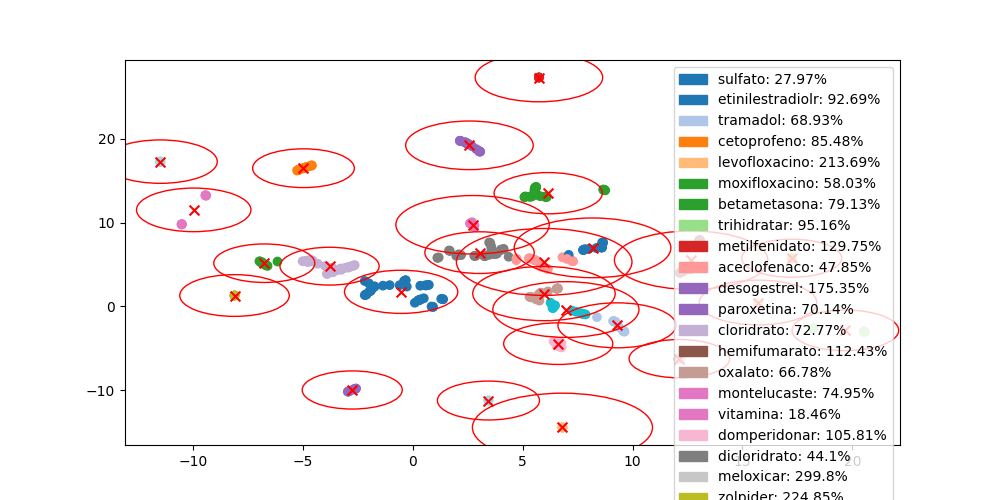 sulfato: 27.97%
etinilestradiolr: 92.69%
tramadol: 68.93%
cetoprofeno: 85.48%
levofloxacino: 213.69%
moxifloxacino: 58.03%
betametasona: 79.13%
trihidratar: 95.16%
metilfenidato: 129.75%
aceclofenaco: 47.85%
desogestrel: 175.35%
paroxetina: 70.14%
cloridrato: 72.77%
hemifumarato: 112.43%
oxalato: 66.78%
montelucaste: 74.95%
vitamina: 18.46%
domperidonar: 105.81%
dicloridrato: 44.1%
meloxicar: 299.8%
zolpider: 224.85%
20
10
0
−10
−10 −5 0 5 10 15 20